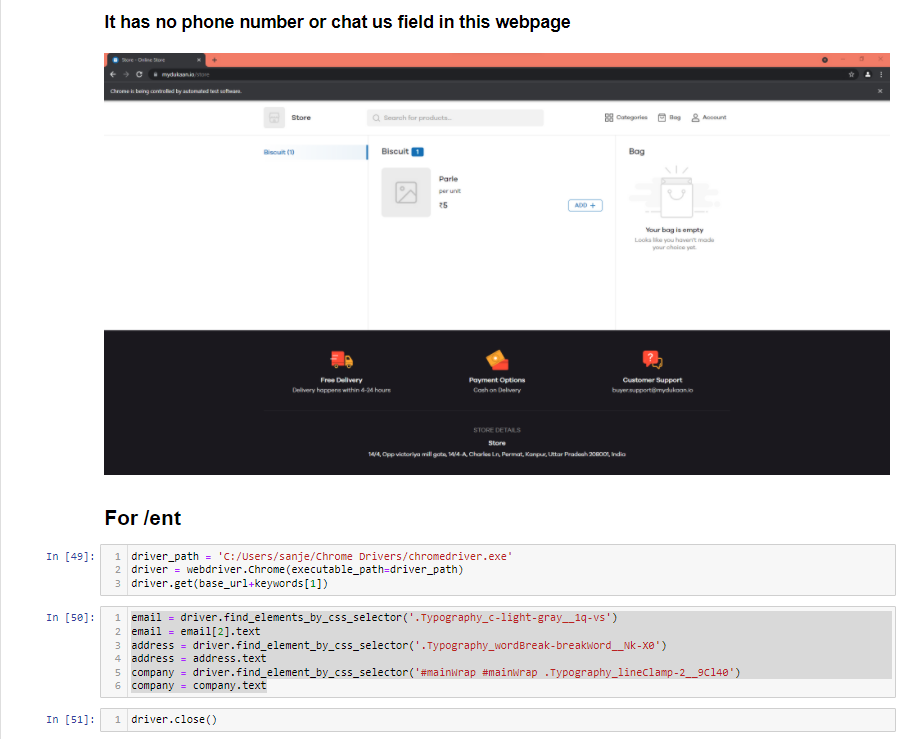 It has no phone number or chat us field in this webpage
Store - Online Store
mydukaan.io/store
Chrome is being controlled by automated test software.
Store
Search for products...
Categories
Bag
Account
Biscuit (1)
Biscuit 1
Bag
Parle
per unit
₹5
ADD +
Your bag is empty
Looks like you haven't made
your choice yet.
Free Delivery
Payment Options
Customer Support
Delivery happens within 4-24 hours
Cash on Delivery
buyer.support@mydukaan.io
STORE DETAILS
Store
14/4, Opp victoriya mill gate, 14/4-A, Charles Ln, Permat, Kanpur, Uttar Pradesh 208001, India
For /ent
In [49]:
1 driver_path = 'C:/Users/sanje/Chrome Drivers/chromedriver.exe'
2 driver = webdriver.Chrome(executable_path=driver_path)
3 driver.get(base_url+keywords[1])
In [50]:
1 email = driver.find_elements_by_css_selector('.Typography_c-light-gray__1q-vs')
2 email = email[2].text
3 address = driver.find_element_by_css_selector('.Typography_wordBreak-breakWord__Nk-X0')
4 address = address.text
5 company = driver.find_element_by_css_selector('#mainWrap #mainWrap .Typography_lineClamp-2__9Cl40')
6 company = company.text
In [51]:
1 driver.close()